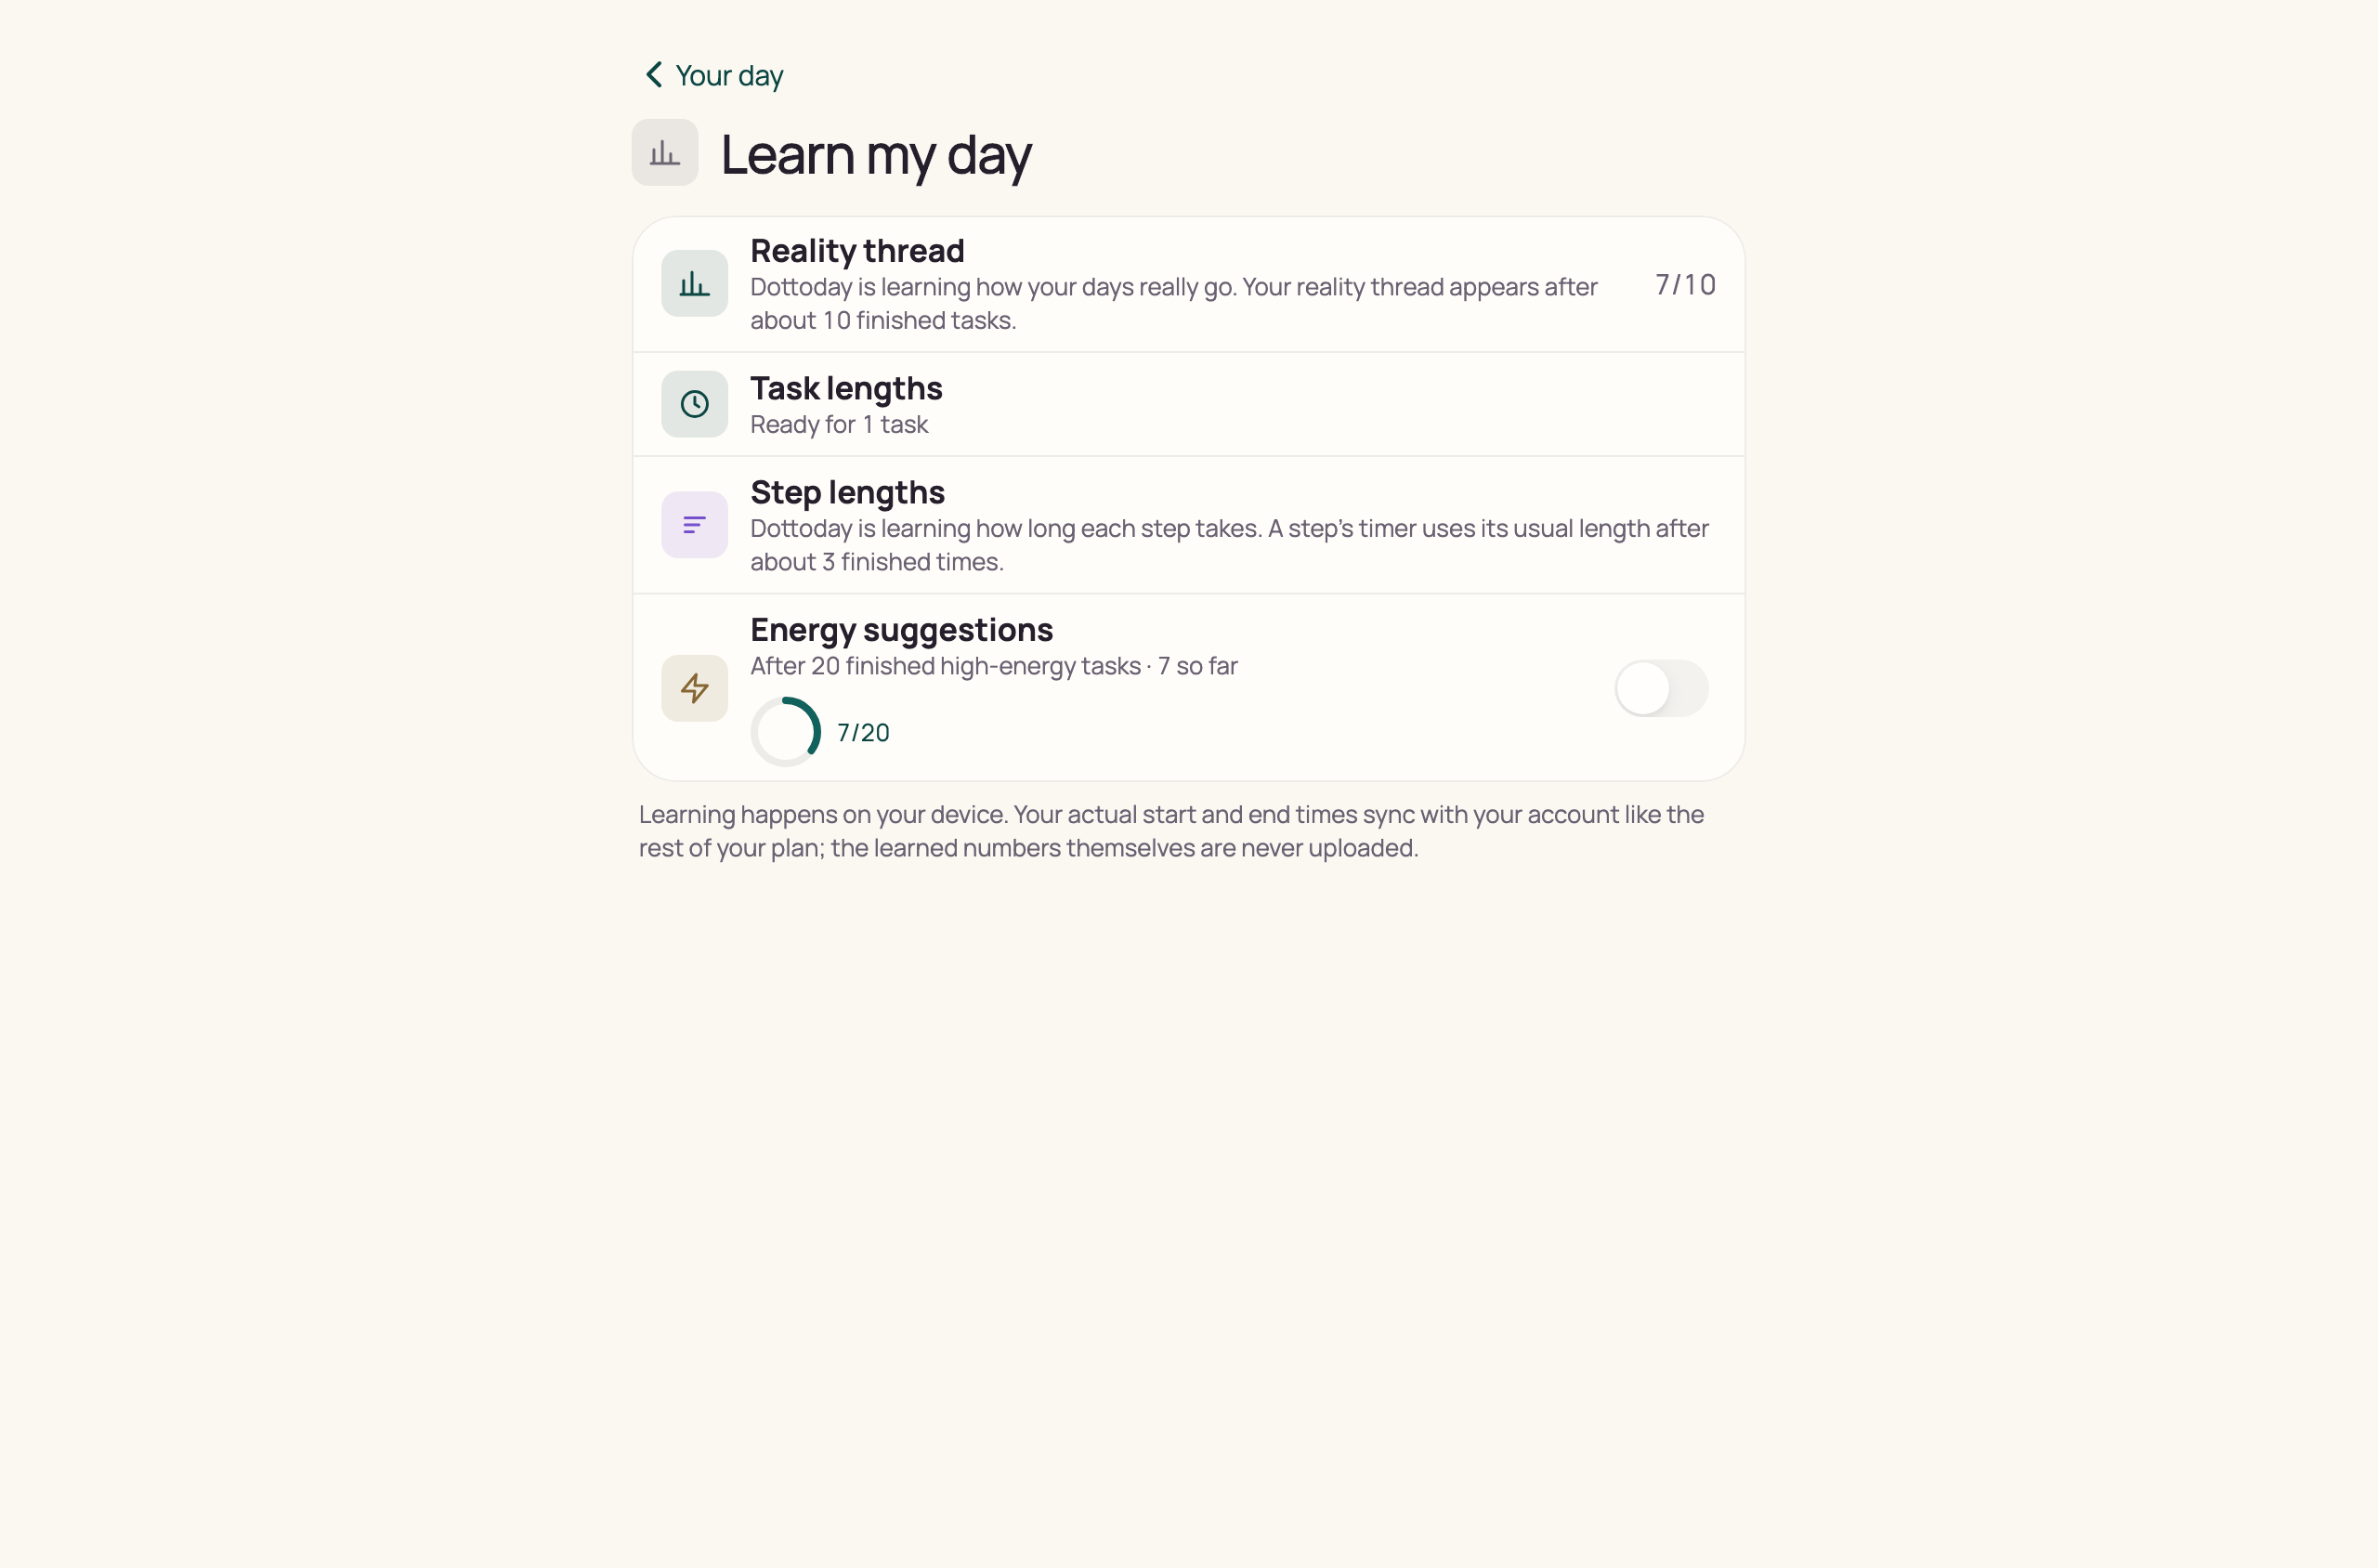 Your day
Learn my day
Reality thread
Dottoday is learning how your days really go. Your reality thread appears after
about 10 finished tasks.
7/10
Task lengths
Ready for 1 task
Step lengths
Dottoday is learning how long each step takes. A step’s timer uses its usual length after
about 3 finished times.
Energy suggestions
After 20 finished high-energy tasks · 7 so far
7/20
Learning happens on your device. Your actual start and end times sync with your account like the
rest of your plan; the learned numbers themselves are never uploaded.